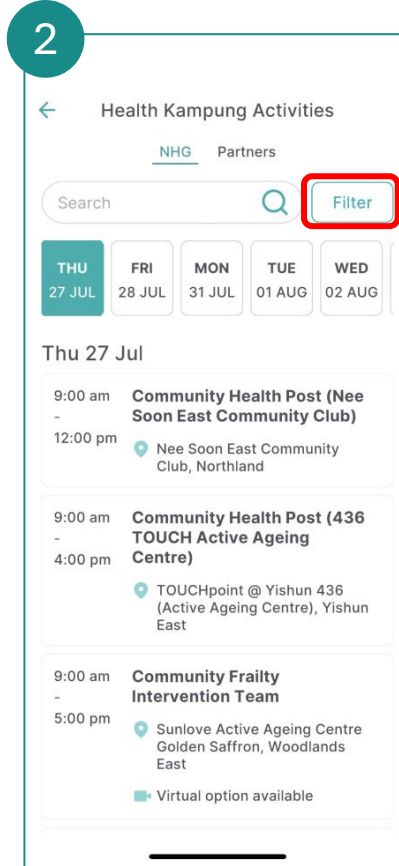 2
Health Kampung Activities
NHG Partners
Search Filter
THU FRI MON TUE WED
27 JUL 28 JUL 31 JUL 01 AUG 02 AUG
Thu 27 Jul
9:00 am
-
12:00 pm
Community Health Post (Nee
Soon East Community Club)
Nee Soon East Community
Club, Northland
9:00 am
-
4:00 pm
Community Health Post (436
TOUCH Active Ageing
Centre)
TOUCHpoint @ Yishun 436
(Active Ageing Centre), Yishun
East
9:00 am
-
5:00 pm
Community Frailty
Intervention Team
Sunlove Active Ageing Centre
Golden Saffron, Woodlands
East
Virtual option available